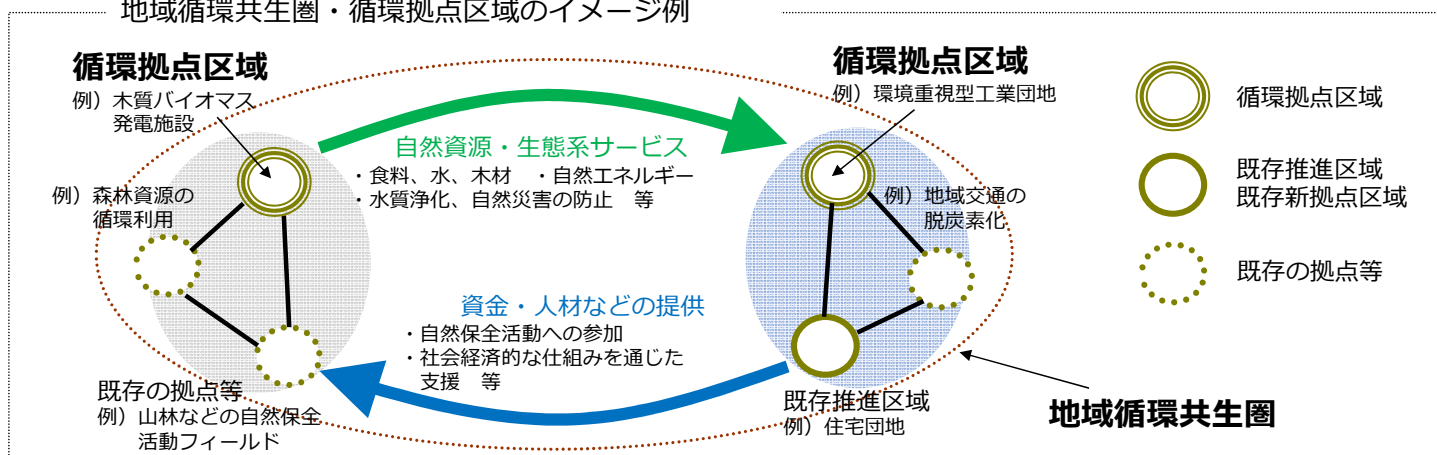 地域循環共生圏・循環拠点区域のイメージ例
循環拠点区域
例）木質バイオマス
発電施設
例）森林資源の
循環利用
既存の拠点等
例）山林などの自然保全
活動フィールド
自然資源・生態系サービス
・食料、水、木材　・自然エネルギー
・水質浄化、自然災害の防止　等
資金・人材などの提供
・自然保全活動への参加
・社会経済的な仕組みを通じた
支援　等
循環拠点区域
例）環境重視型工業団地
例）地域交通の
脱炭素化
既存推進区域
例）住宅団地
地域循環共生圏
循環拠点区域
既存推進区域
既存新拠点区域
既存の拠点等